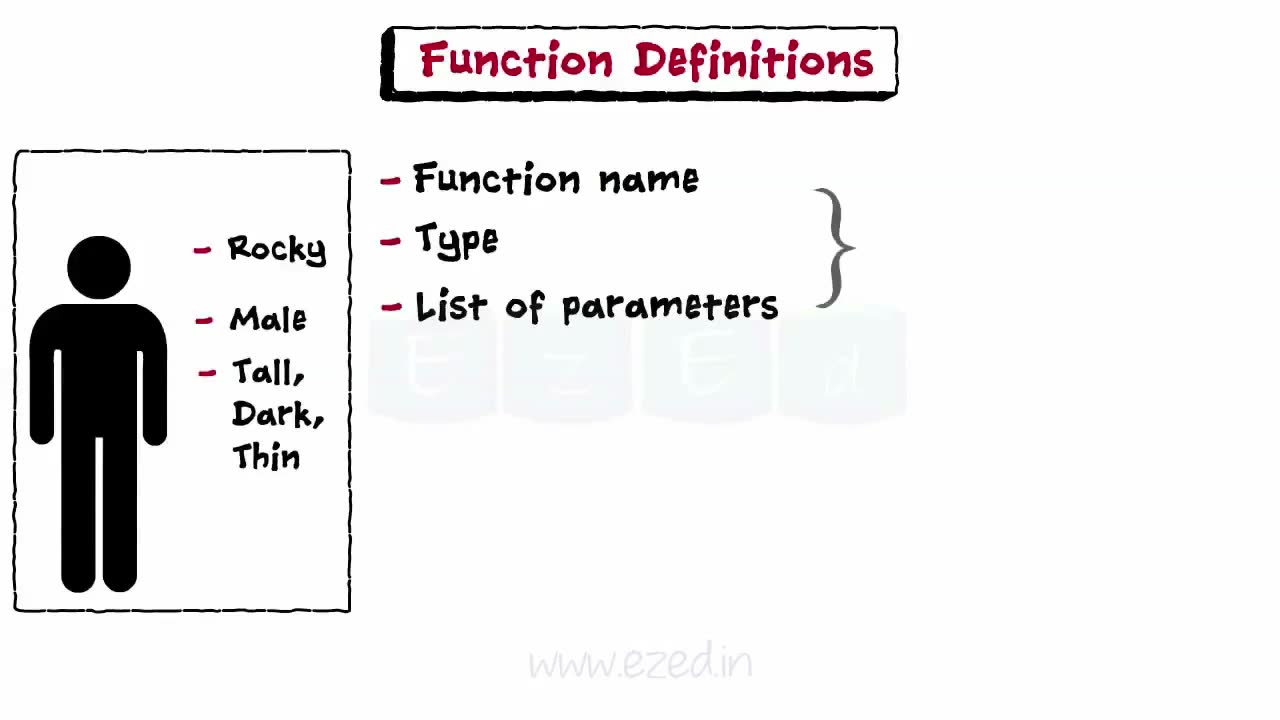 Function Definitions
- Rocky
- Male
- Tall,
Dark,
Thin
- Function name
- Type
- List of parameters
E z E d
www.ezed.in